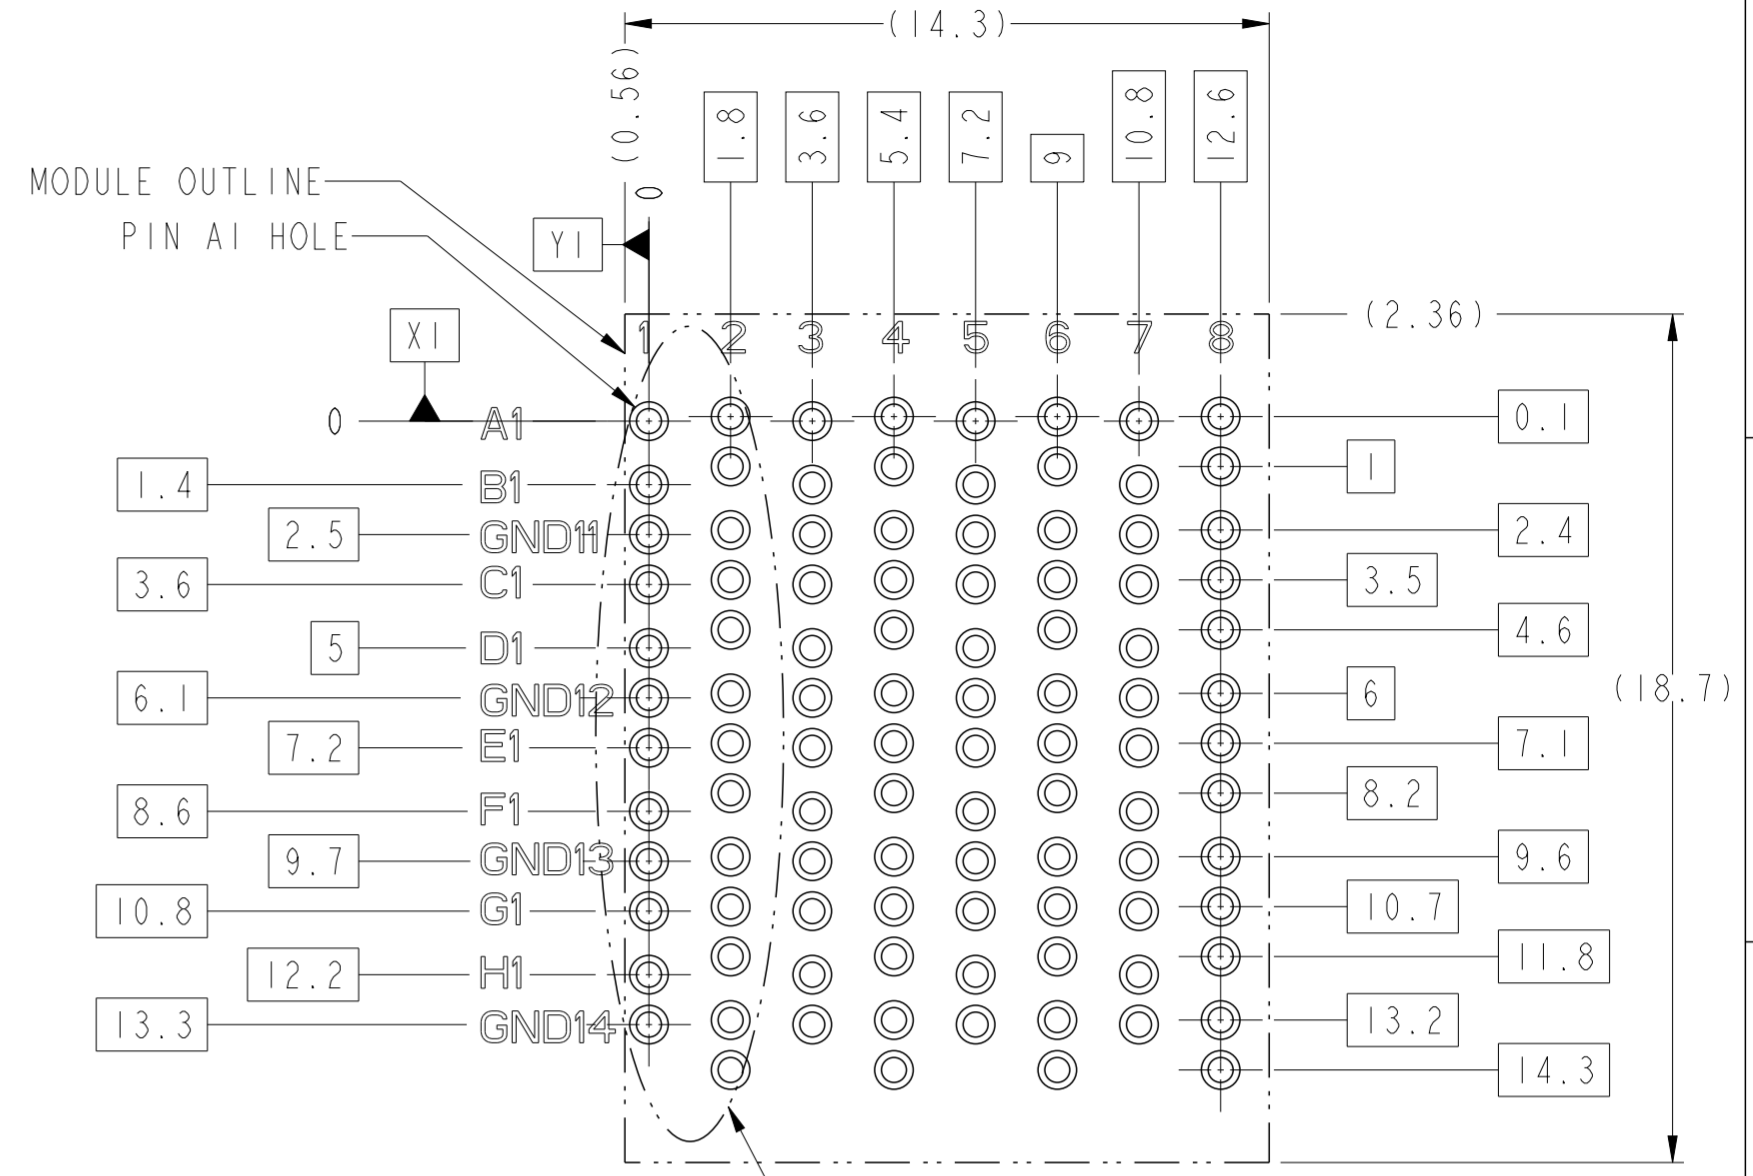 (14.3)
(0.56)
0
1.8
3.6
5.4
7.2
9
10.8
12.6
MODULE OUTLINE
PIN A1 HOLE
Y1
X1
(2.36)
1 2 3 4 5 6 7 8
0 A1 0.1
1
1.4 B1
2.5 GND11 2.4
3.6 C1 3.5
4.6
5 D1
6.1 GND12 6
(18.7)
7.2 E1 7.1
8.2
8.6 F1
9.7 GND13 9.6
10.8 G1 10.7
11.8
12.2 H1
13.3 GND14 13.2
14.3